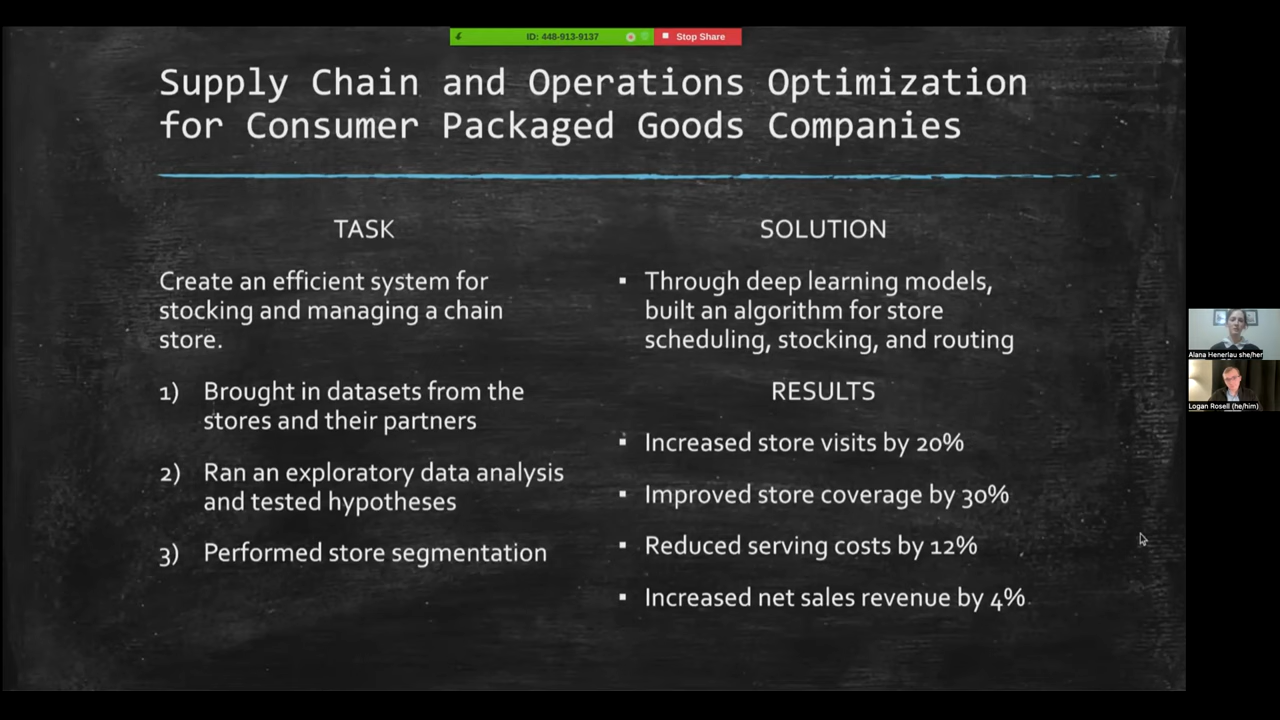 ID: 448-913-9137
Stop Share
Supply Chain and Operations Optimization
for Consumer Packaged Goods Companies
TASK
Create an efficient system for
stocking and managing a chain
store.
1) Brought in datasets from the
stores and their partners
2) Ran an exploratory data analysis
and tested hypotheses
3) Performed store segmentation
SOLUTION
▪ Through deep learning models,
built an algorithm for store
scheduling, stocking, and routing
RESULTS
▪ Increased store visits by 20%
▪ Improved store coverage by 30%
▪ Reduced serving costs by 12%
▪ Increased net sales revenue by 4%
Alana Henerlau she/her
Logan Rosell (he/him)